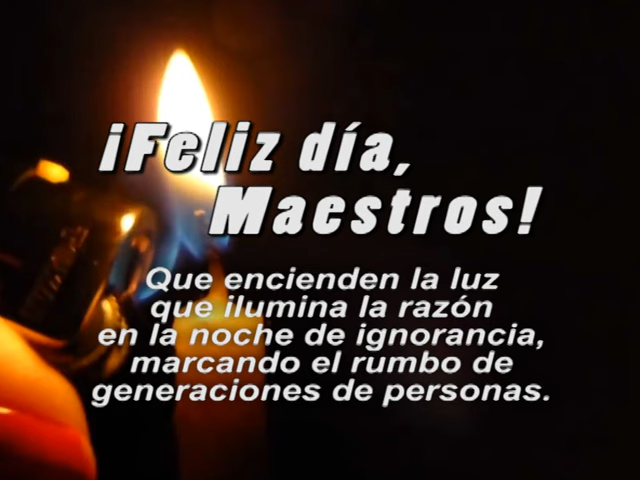 ¡Feliz día,
Maestros!
Que encienden la luz
que ilumina la razón
en la noche de ignorancia,
marcando el rumbo de
generaciones de personas.